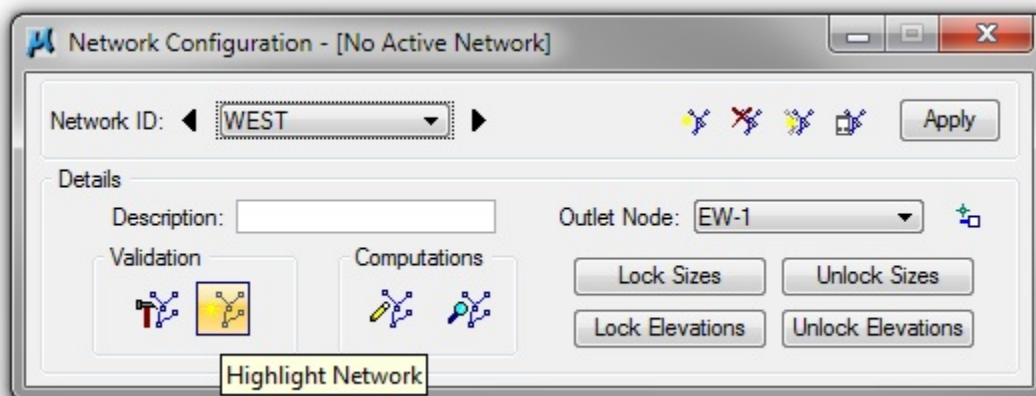 Network Configuration - [No Active Network]
Network ID: WEST
Apply
Details
Description:
Outlet Node: EW-1
Validation
Computations
Lock Sizes
Unlock Sizes
Lock Elevations
Unlock Elevations
Highlight Network